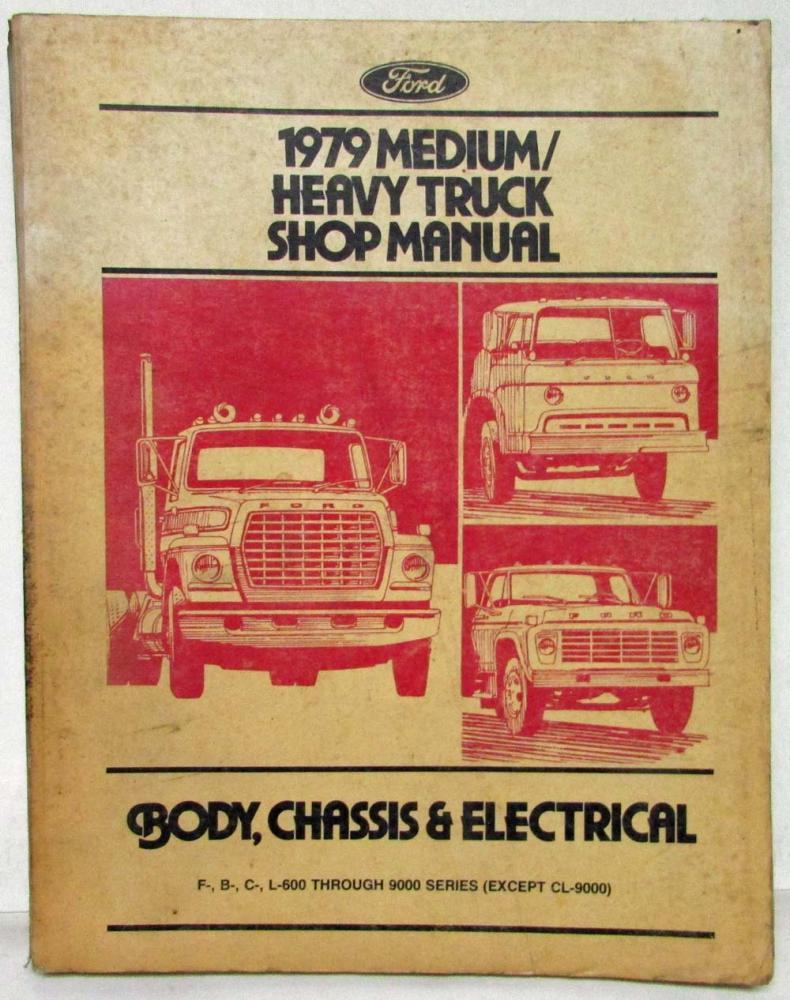 Ford
1979 MEDIUM/
HEAVY TRUCK
SHOP MANUAL
FORD
FORD
FORD
BODY, CHASSIS & ELECTRICAL
F-, B-, C-, L-600 THROUGH 9000 SERIES (EXCEPT CL-9000)